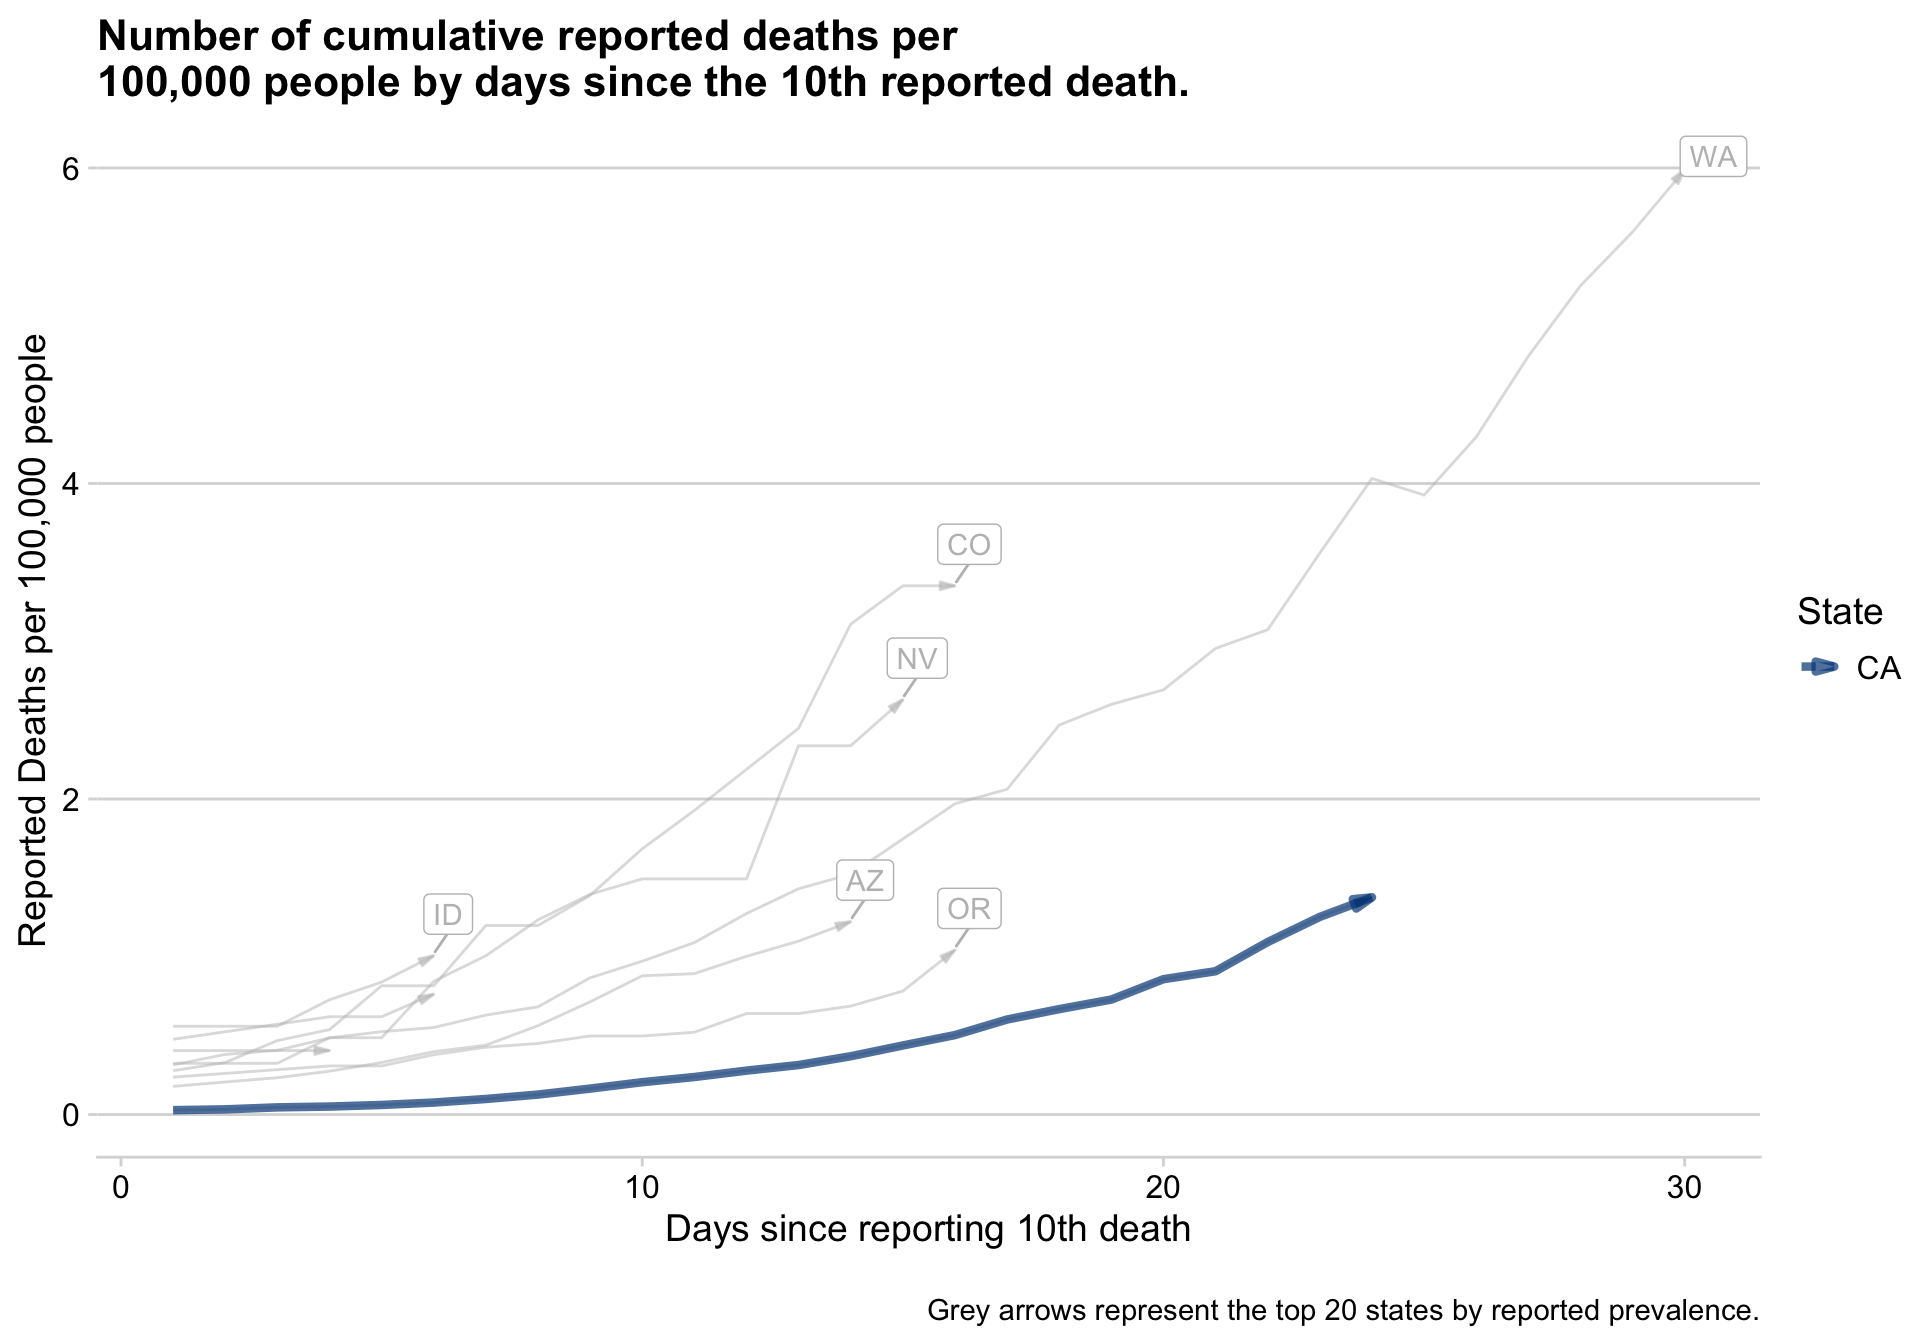 Number of cumulative reported deaths per
100,000 people by days since the 10th reported death.
Reported Deaths per 100,000 people
6
4
2
0
WA
CO
NV
AZ
OR
ID
State
CA
0
10
20
30
Days since reporting 10th death
Grey arrows represent the top 20 states by reported prevalence.